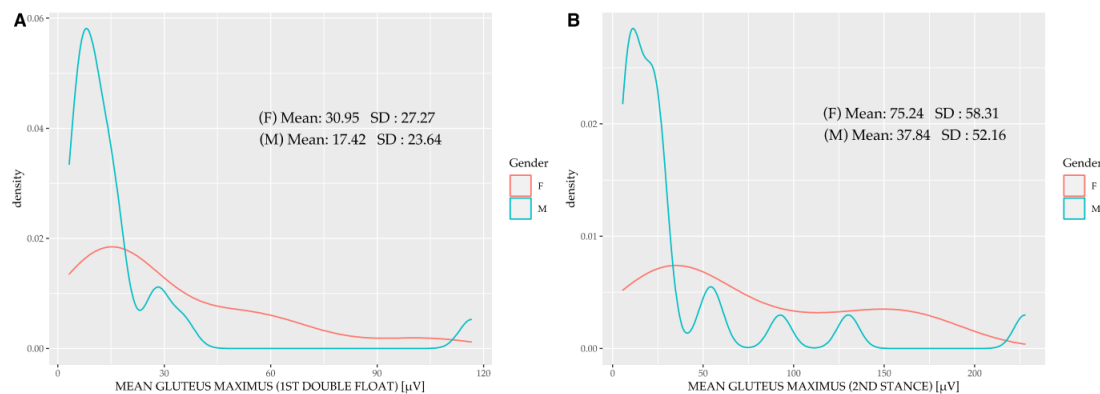 A
0.06
0.04
0.02
0.00
density
(F) Mean: 30.95 SD : 27.27
(M) Mean: 17.42 SD : 23.64
0 30 60 90 120
MEAN GLUTEUS MAXIMUS (1ST DOUBLE FLOAT) [µV]
Gender
F
M
B
0.02
0.01
0.00
density
(F) Mean: 75.24 SD : 58.31
(M) Mean: 37.84 SD : 52.16
0 50 100 150 200
MEAN GLUTEUS MAXIMUS (2ND STANCE) [µV]
Gender
F
M